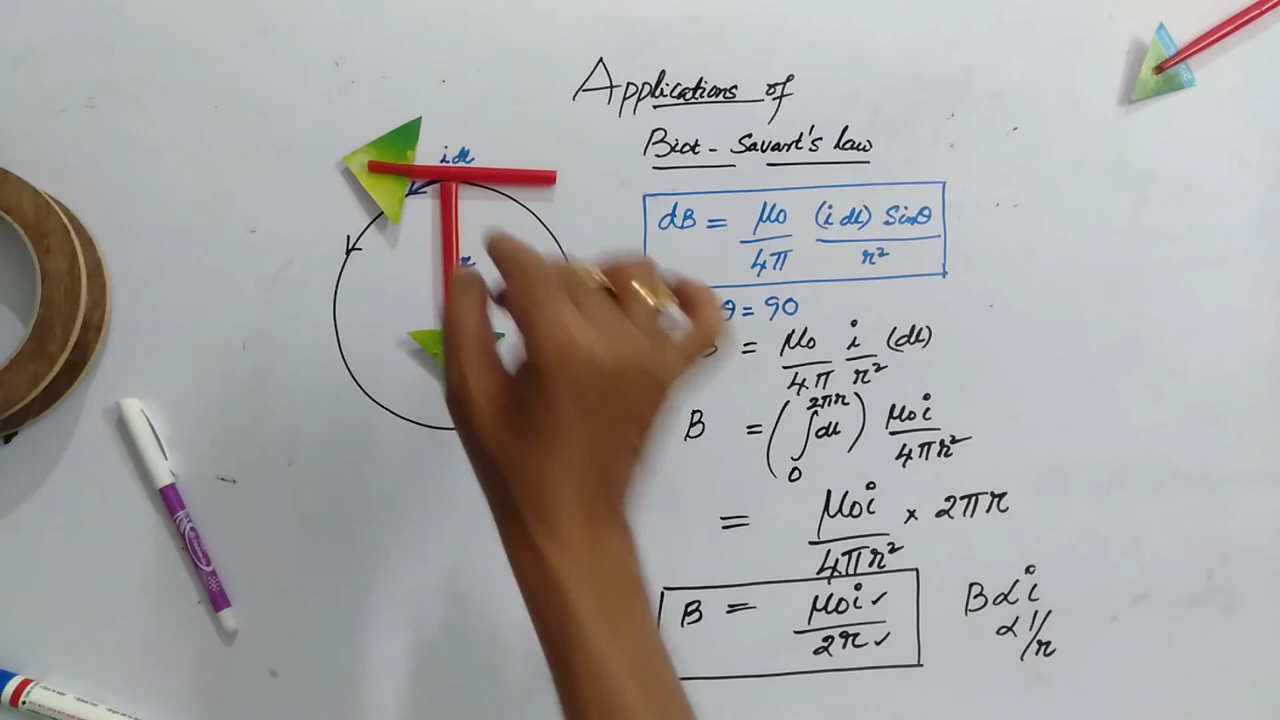 Applications of
Biot - Savart's law
i dl
dB = μ0/4π (i dl) Sinθ/r²
r
θ = 90
= μ0/4π i/r² (dl)
B = (∫₀^2πr dl) μ0i/4πr²
= μ0i/4πr² × 2πr
B = μ0i✓/2r✓
B α i
α 1/r